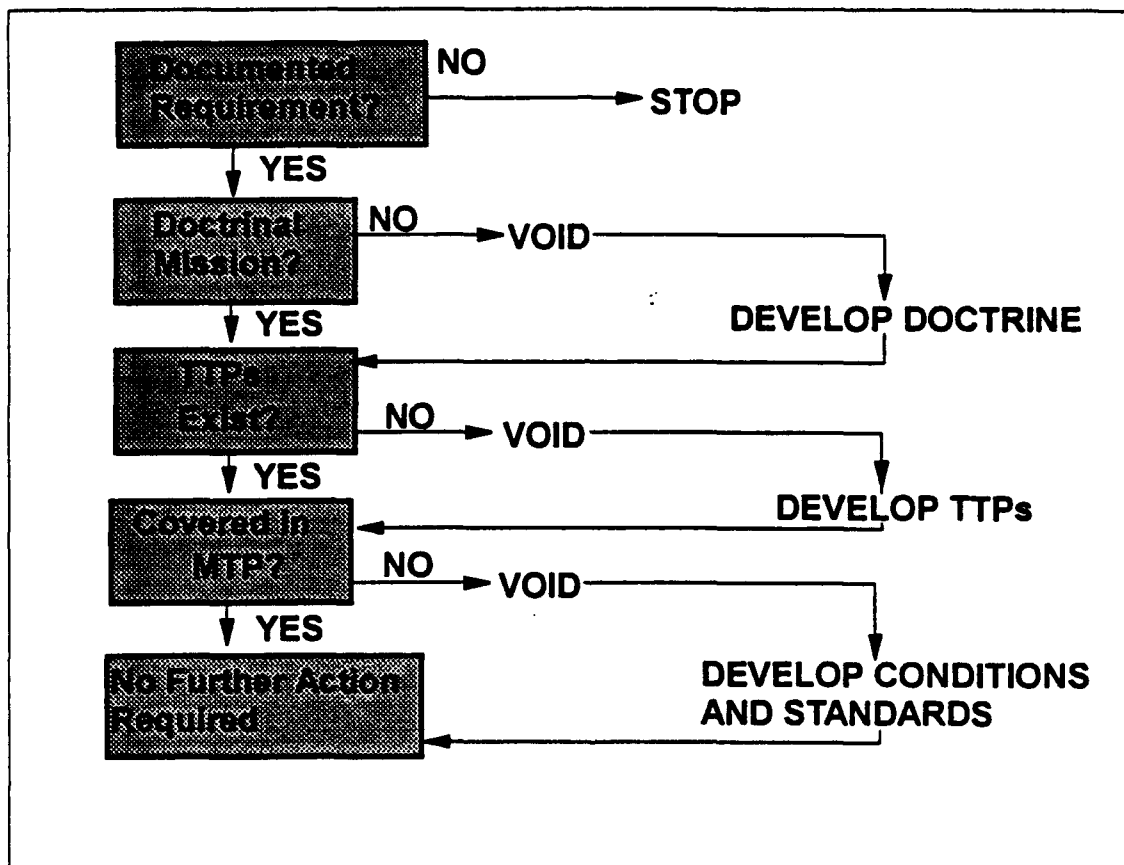 Documented
NO
Requirement?
STOP
YES
Doctrinal
NO
VOID
Mission?
YES
DEVELOP DOCTRINE
TTPs
Exist?
NO
VOID
YES
DEVELOP TTPs
Covered in
MTP?
NO
VOID
YES
No Further Action
Required
DEVELOP CONDITIONS
AND STANDARDS